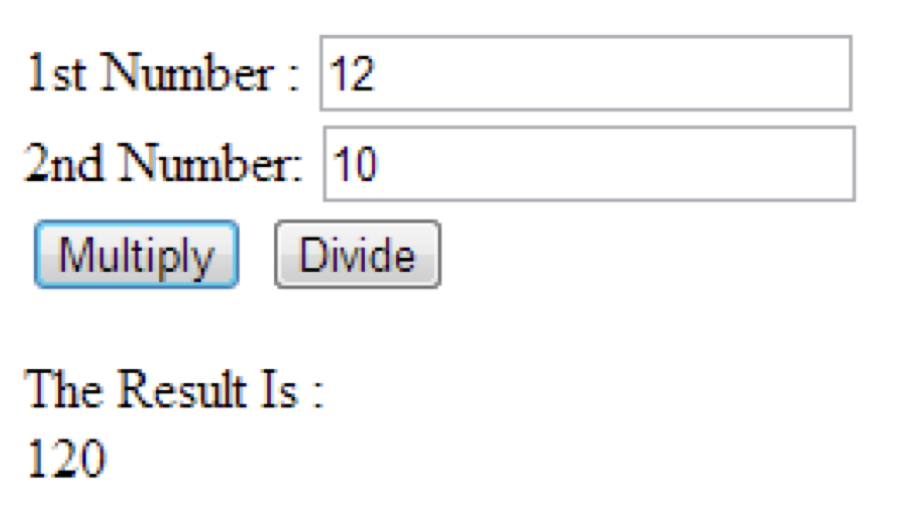 1st Number : 12
2nd Number: 10
Multiply Divide
The Result Is :
120